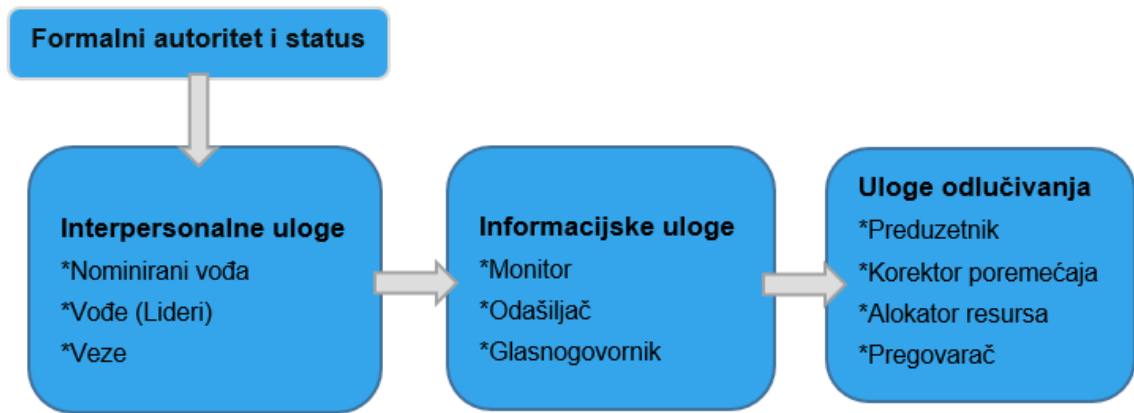 Formalni autoritet i status
Interpersonalne uloge
*Nominirani vođa
*Vođe (Lideri)
*Veze
Informacijske uloge
*Monitor
*Odašiljač
*Glasnogovornik
Uloge odlučivanja
*Preduzetnik
*Korektor poremećaja
*Alokator resursa
*Pregovarač